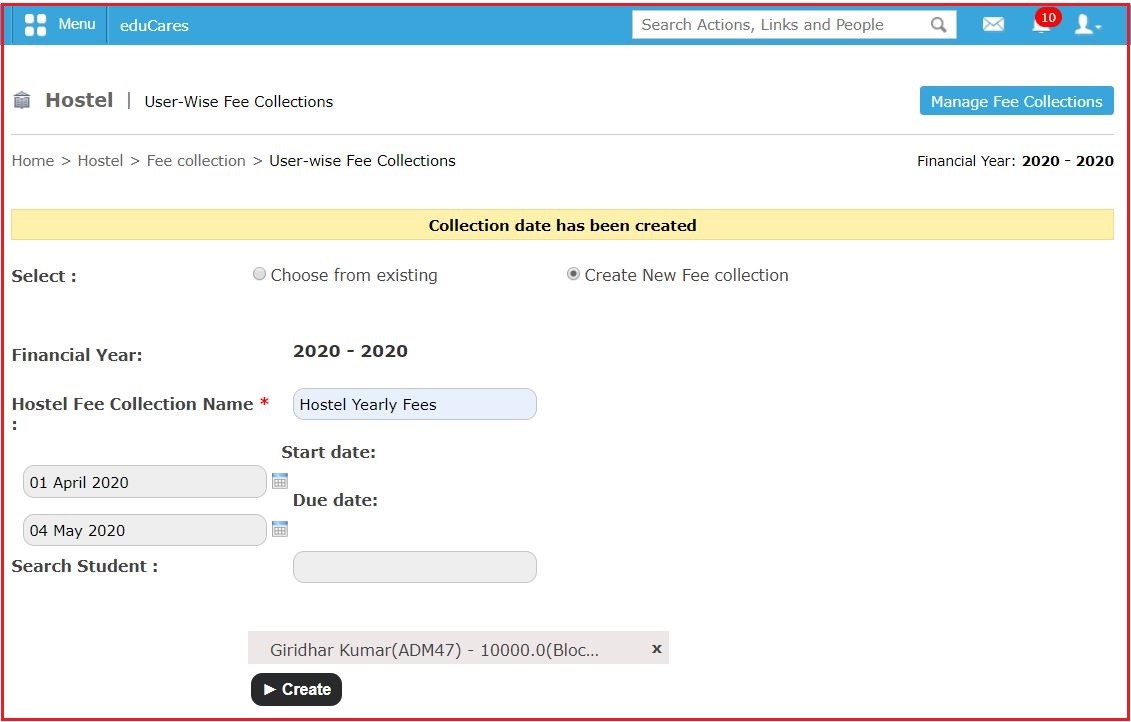 Menu eduCares Search Actions, Links and People 10
Hostel | User-Wise Fee Collections Manage Fee Collections
Home > Hostel > Fee collection > User-wise Fee Collections Financial Year: 2020 - 2020
Collection date has been created
Select : Choose from existing Create New Fee collection
Financial Year: 2020 - 2020
Hostel Fee Collection Name * Hostel Yearly Fees
:
Start date:
01 April 2020
Due date:
04 May 2020
Search Student :
Giridhar Kumar(ADM47) - 10000.0(Bloc... x
Create